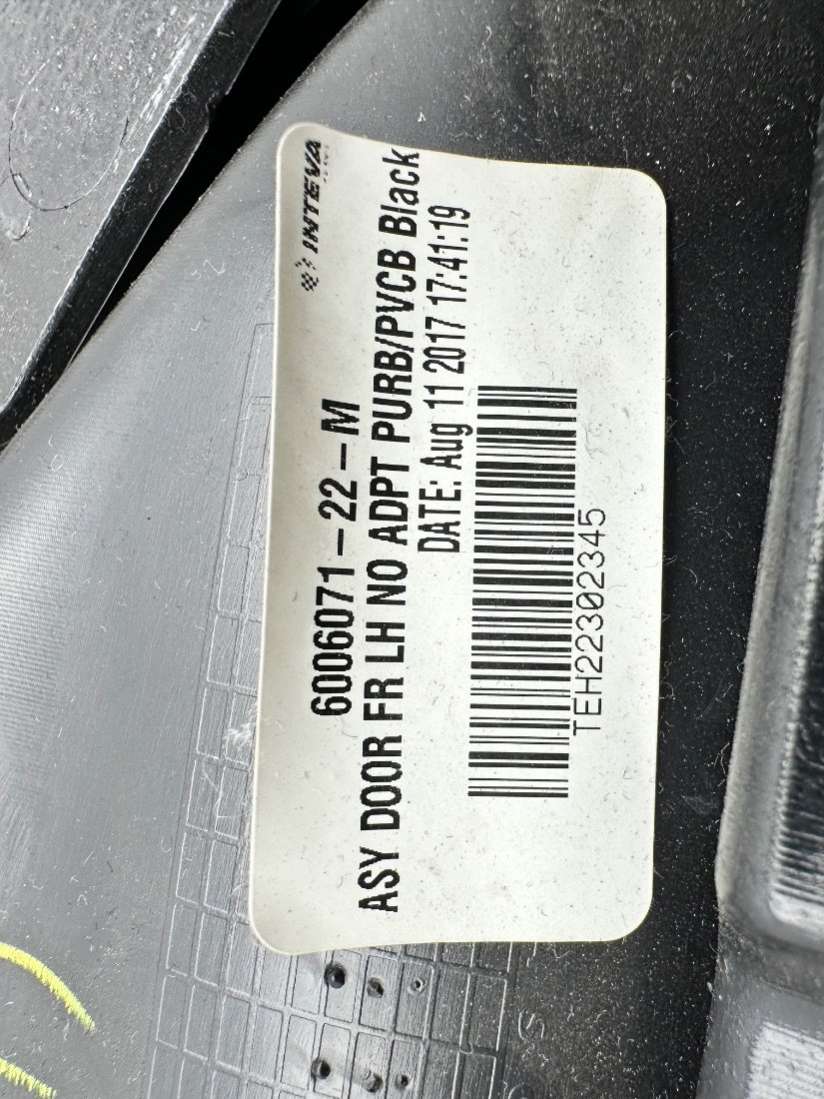 INTEVA
6006071-22-M
ASY DOOR FR LH NO ADPT PURB/PVCB Black
DATE: Aug 11 2017 17:41:19
TEH22302345